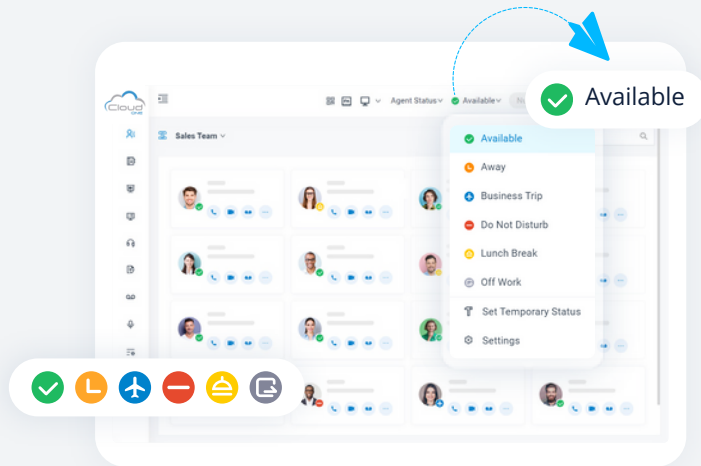 Available
Cloud
ONE
Agent Status
Available
Sales Team
Available
Away
Business Trip
Do Not Disturb
Lunch Break
Off Work
Set Temporary Status
Settings